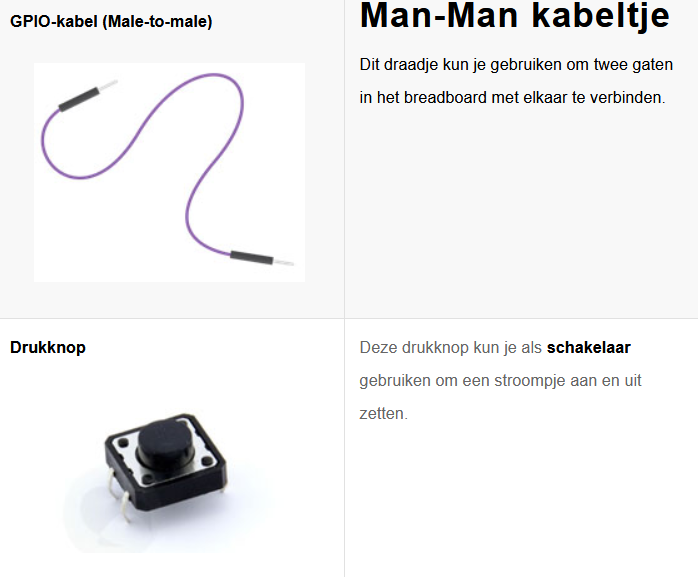 GPIO-kabel (Male-to-male)
Man-Man kabeltje
Dit draadje kun je gebruiken om twee gaten
in het breadboard met elkaar te verbinden.
Drukknop
Deze drukknop kun je als schakelaar
gebruiken om een stroompje aan en uit
zetten.